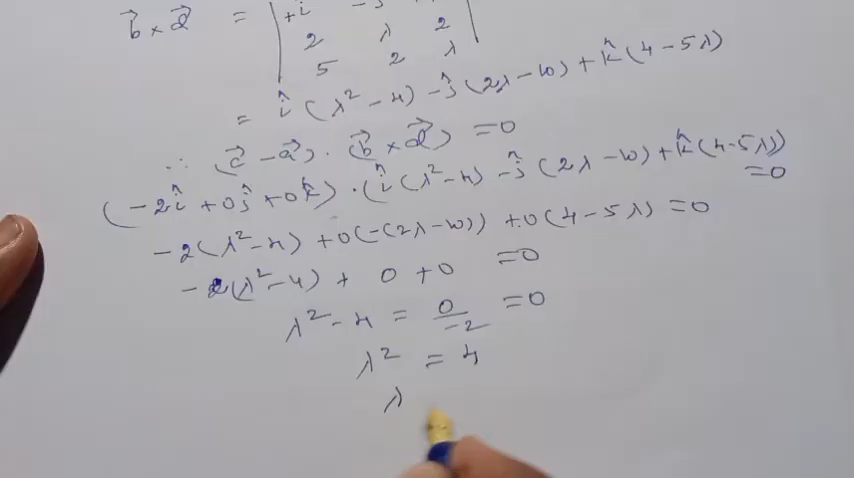 b⃗ × d⃗ = | +î -ĵ
2 λ 2
5 2 λ |
= î (λ² - 4) - ĵ (2λ - 10) + k̂ (4 - 5λ)
∴ (c⃗ - a⃗) · (b⃗ × d⃗) = 0
(-2î + 0ĵ + 0k̂) · (î (λ² - 4) - ĵ (2λ - 10) + k̂ (4 - 5λ)) = 0
-2(λ² - 4) + 0(-(2λ - 10)) + 0(4 - 5λ) = 0
-2(λ² - 4) + 0 + 0 = 0
λ² - 4 = 0/-2 = 0
λ² = 4
λ